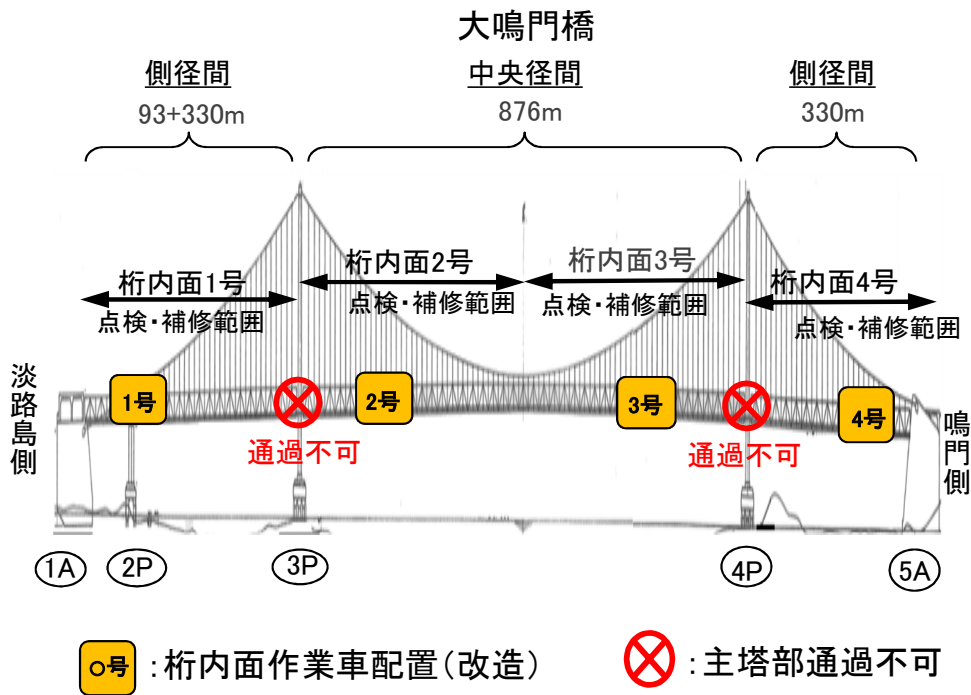 大鳴門橋
側径間
93+330m
中央径間
876m
側径間
330m
桁内面1号
点検・補修範囲
桁内面2号
点検・補修範囲
桁内面3号
点検・補修範囲
桁内面4号
点検・補修範囲
淡路島側
1号
2号
3号
4号
鳴門側
通過不可
通過不可
1A
2P
3P
4P
5A
○号
:桁内面作業車配置(改造)
:主塔部通過不可